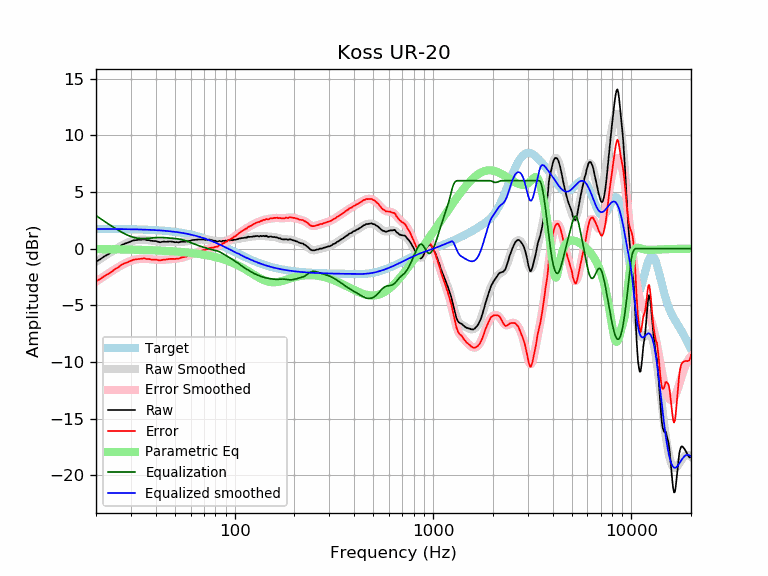 Koss UR-20
Amplitude (dBr)
15
10
5
0
−5
−10
−15
−20
Target
Raw Smoothed
Error Smoothed
Raw
Error
Parametric Eq
Equalization
Equalized smoothed
100
1000
10000
Frequency (Hz)